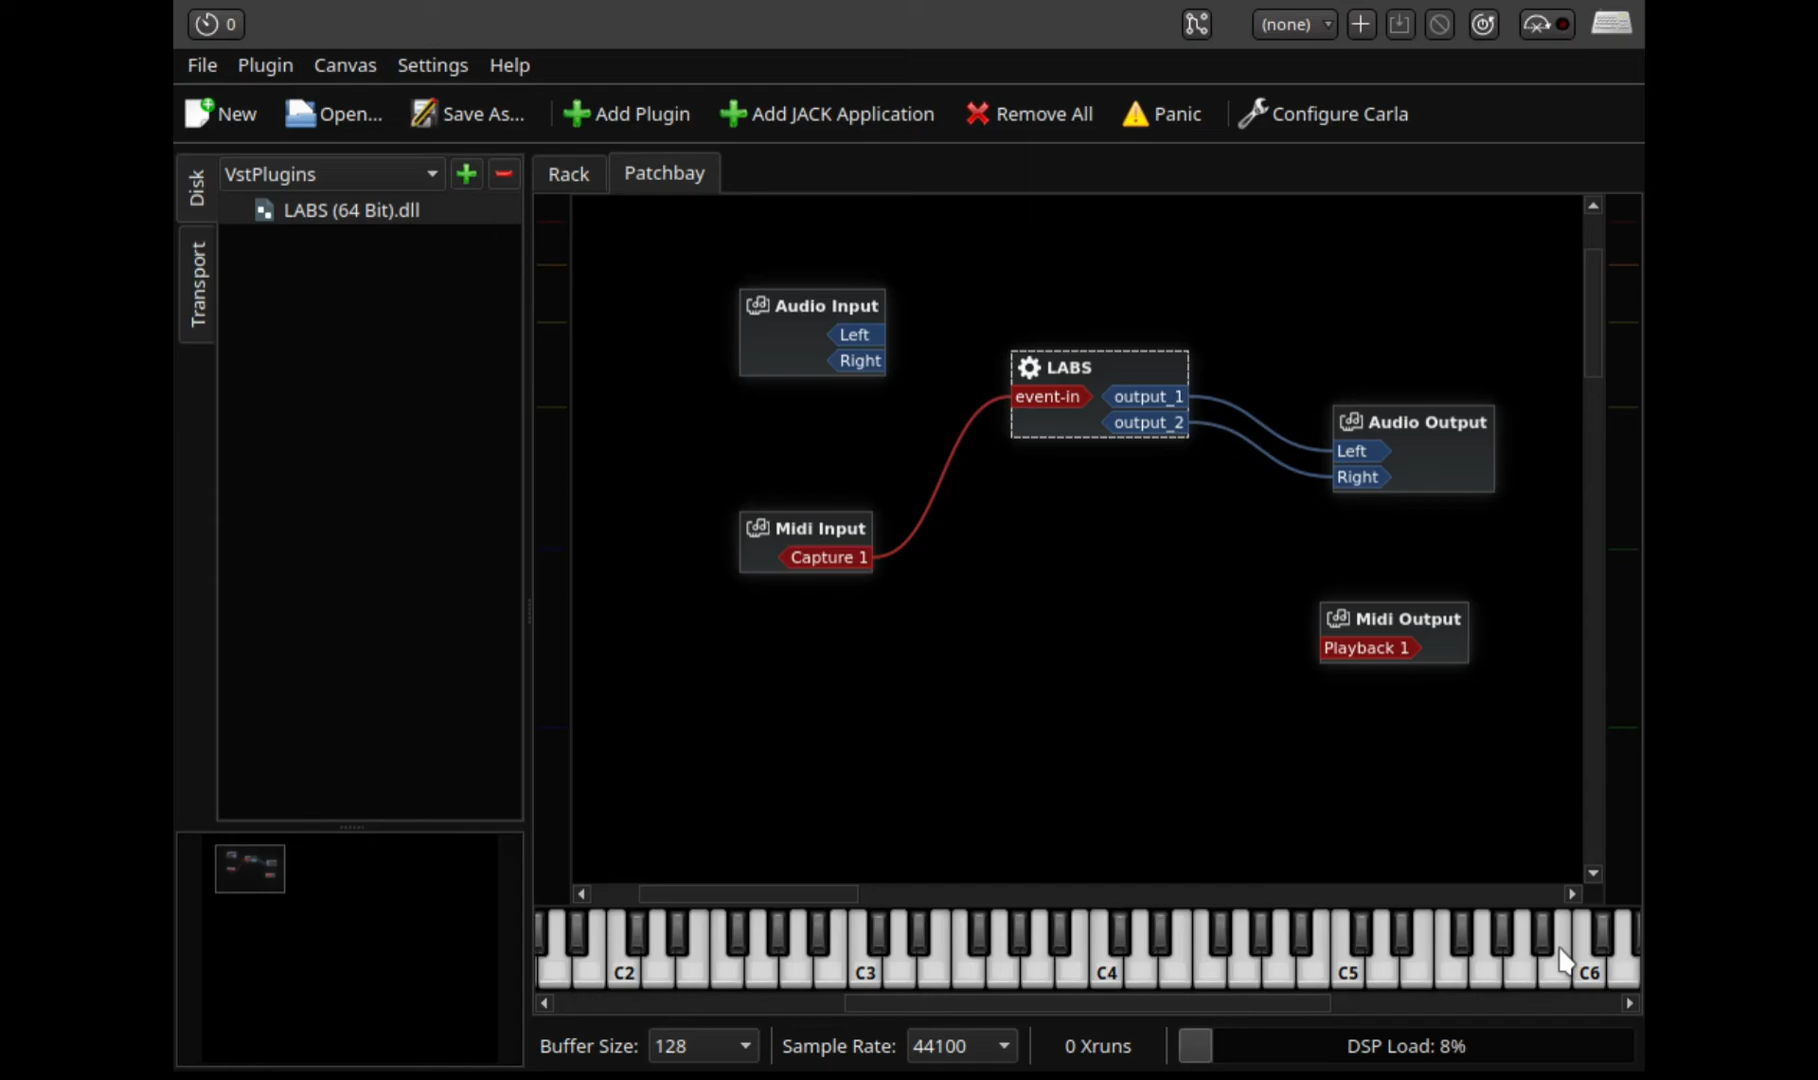 0
(none)
File Plugin Canvas Settings Help
New Open... Save As... Add Plugin Add JACK Application Remove All Panic Configure Carla
Disk
Transport
VstPlugins
LABS (64 Bit).dll
Rack Patchbay
Audio Input
Left
Right
LABS
event-in output_1
output_2
Audio Output
Left
Right
Midi Input
Capture 1
Midi Output
Playback 1
C2 C3 C4 C5 C6
Buffer Size: 128 Sample Rate: 44100 0 Xruns DSP Load: 8%